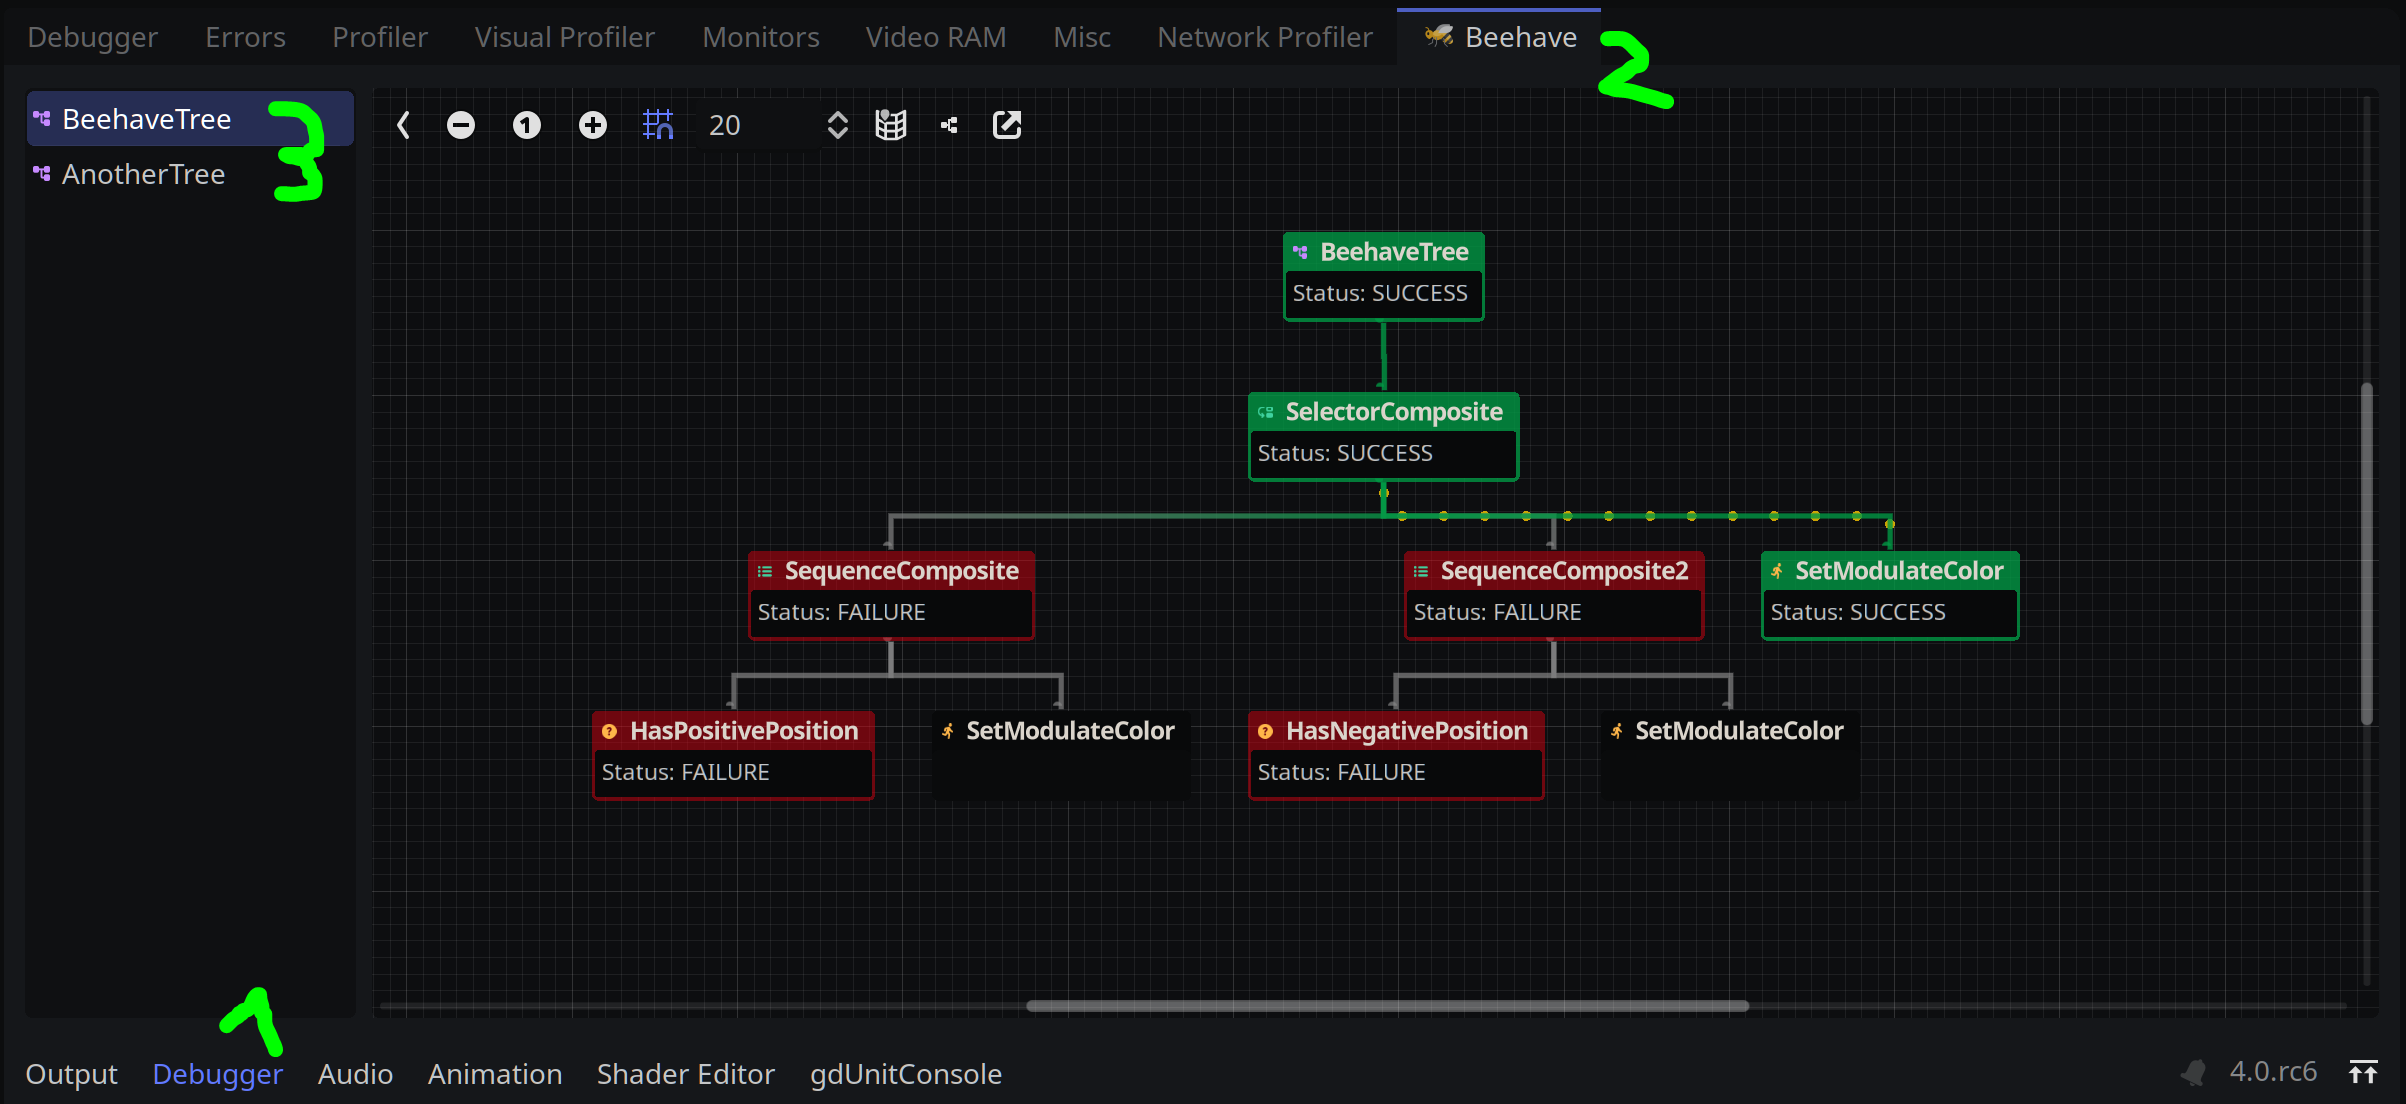 Debugger Errors Profiler Visual Profiler Monitors Video RAM Misc Network Profiler Beehave 2
BeehaveTree 3
AnotherTree
1 20
BeehaveTree
Status: SUCCESS
SelectorComposite
Status: SUCCESS
SequenceComposite SequenceComposite2 SetModulateColor
Status: FAILURE Status: FAILURE Status: SUCCESS
HasPositivePosition SetModulateColor HasNegativePosition SetModulateColor
Status: FAILURE Status: FAILURE
1
Output Debugger Audio Animation Shader Editor gdUnitConsole 4.0.rc6